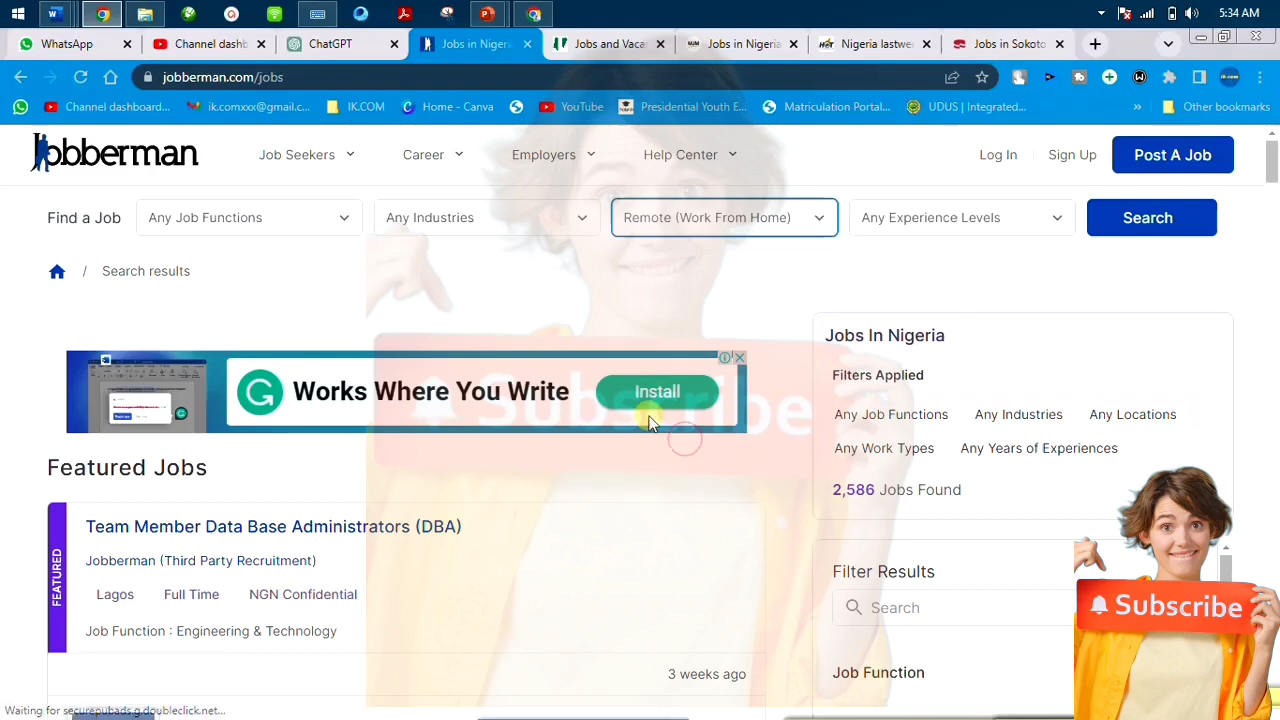 5:34 AM
WhatsApp
Channel dashb
ChatGPT
Jobs in Nigeria
Jobs and Vaca
Jobs in Nigeria
Nigeria lastwe
Jobs in Sokoto
jobberman.com/jobs
Channel dashboard...
ik.comxxx@gmail.c...
IK.COM
Home - Canva
YouTube
Presidential Youth E...
Matriculation Portal...
UDUS | Integrated...
»
Other bookmarks
Jobberman
Job Seekers
Career
Employers
Help Center
Log In
Sign Up
Post A Job
Find a Job
Any Job Functions
Any Industries
Remote (Work From Home)
Any Experience Levels
Search
/ Search results
Works Where You Write
Install
Subscribe
Jobs In Nigeria
Filters Applied
Any Job Functions
Any Industries
Any Locations
Any Work Types
Any Years of Experiences
2,586 Jobs Found
Featured Jobs
FEATURED
Team Member Data Base Administrators (DBA)
Jobberman (Third Party Recruitment)
Lagos
Full Time
NGN Confidential
Job Function : Engineering & Technology
3 weeks ago
Filter Results
Search
Job Function
Subscribe
Waiting for securepubads.g.doubleclick.net...